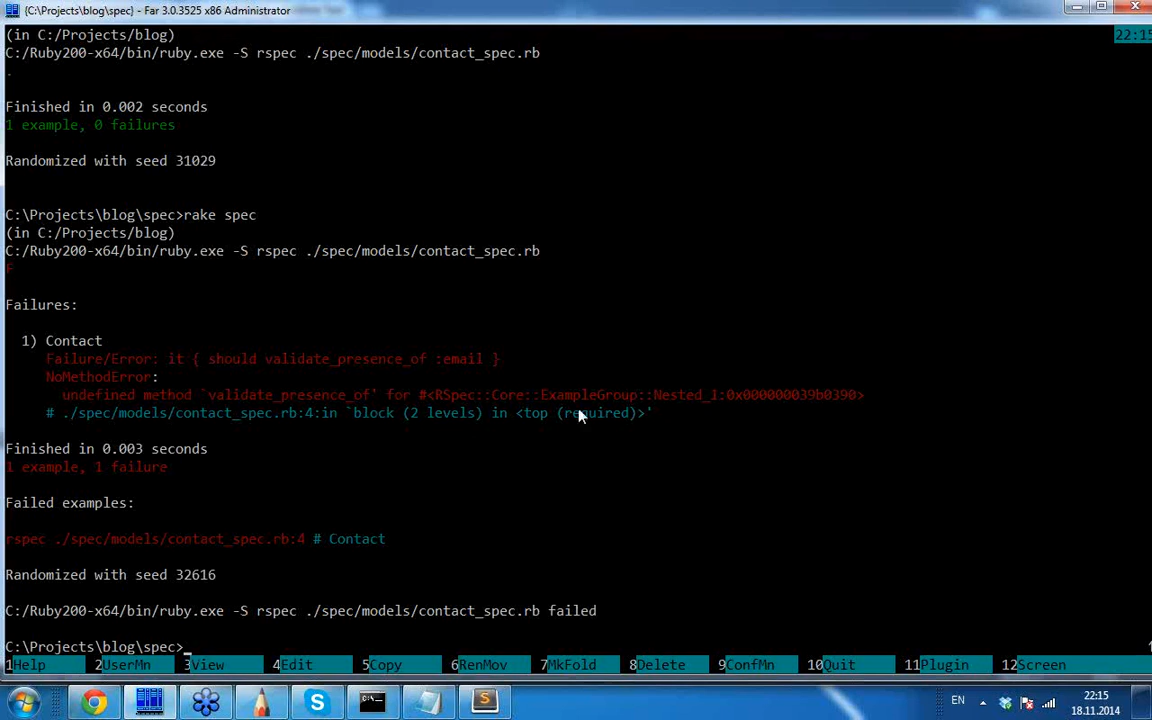 {C:\Projects\blog\spec} - Far 3.0.3525 x86 Administrator
(in C:/Projects/blog)
22:15
C:/Ruby200-x64/bin/ruby.exe -S rspec ./spec/models/contact_spec.rb
.
Finished in 0.002 seconds
1 example, 0 failures
Randomized with seed 31029
C:\Projects\blog\spec>rake spec
(in C:/Projects/blog)
C:/Ruby200-x64/bin/ruby.exe -S rspec ./spec/models/contact_spec.rb
F
Failures:
1) Contact
Failure/Error: it { should validate_presence_of :email }
NoMethodError:
undefined method `validate_presence_of' for #<RSpec::Core::ExampleGroup::Nested_1:0x000000039b0390>
# ./spec/models/contact_spec.rb:4:in `block (2 levels) in <top (required)>'
Finished in 0.003 seconds
1 example, 1 failure
Failed examples:
rspec ./spec/models/contact_spec.rb:4 # Contact
Randomized with seed 32616
C:/Ruby200-x64/bin/ruby.exe -S rspec ./spec/models/contact_spec.rb failed
C:\Projects\blog\spec>_
1Help 2UserMn 3View 4Edit 5Copy 6RenMov 7MkFold 8Delete 9ConfMn 10Quit 11Plugin 12Screen
EN
22:15
18.11.2014